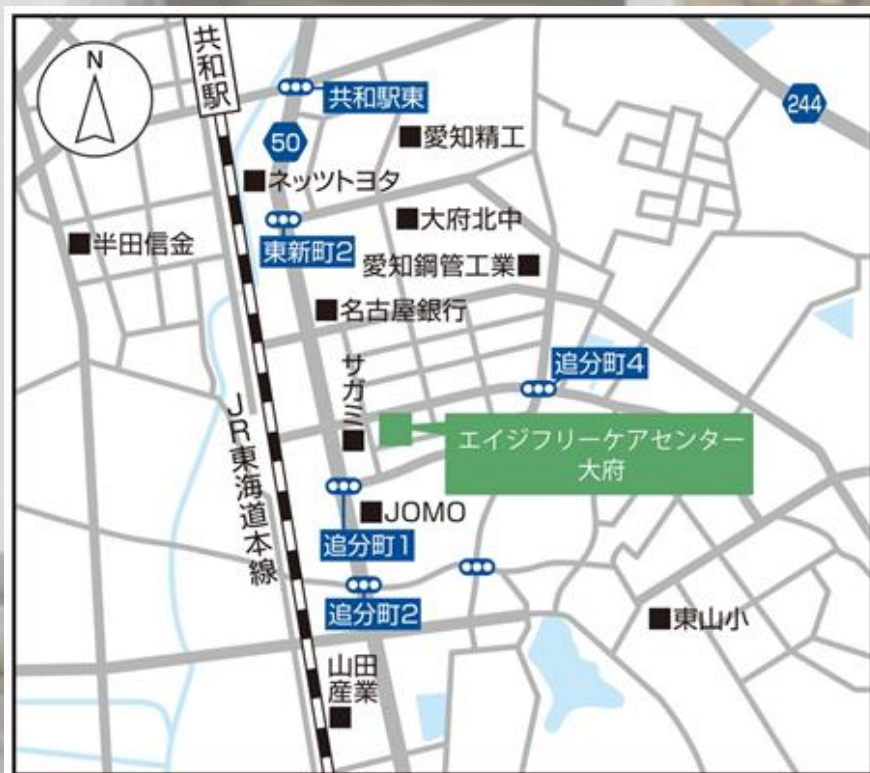 N
共和駅
共和駅東
244
50
愛知精工
ネッツトヨタ
大府北中
半田信金
東新町2
愛知鋼管工業
名古屋銀行
追分町4
サガミ
エイジフリーケアセンター
大府
JR東海道本線
JOMO
追分町1
追分町2
東山小
山田
産業